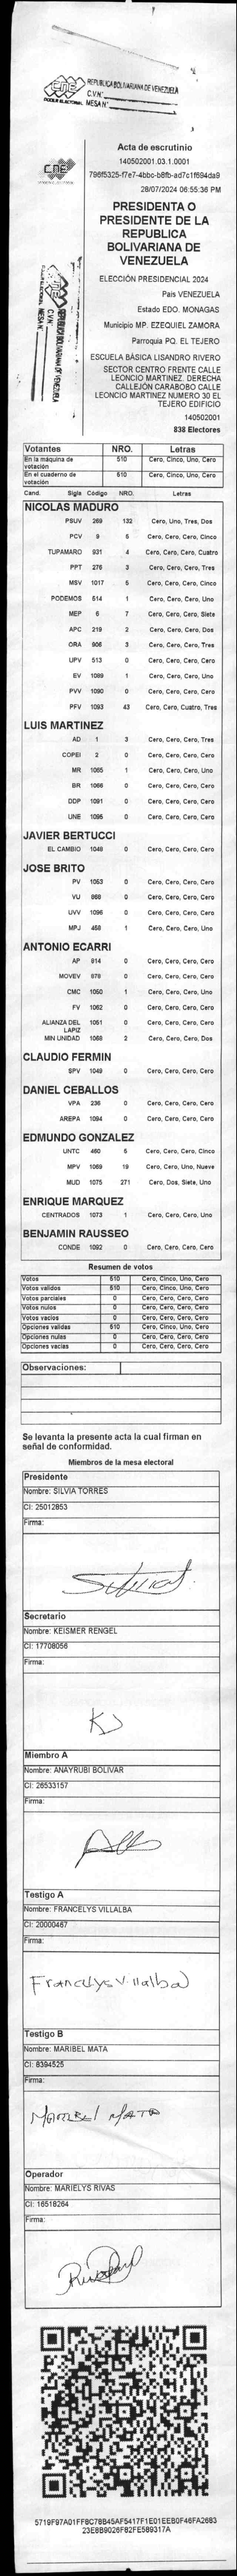 CNE
PODER ELECTORAL
REPUBLICA BOLIVARIANA DE VENEZUELA
C.V.N°:
MESA N°:
Acta de escrutinio
140502001.03.1.0001
28/07/2024 06:55:36 PM
PRESIDENTA O
PRESIDENTE DE LA
REPUBLICA
BOLIVARIANA DE
VENEZUELA
ELECCIÓN PRESIDENCIAL 2024
País VENEZUELA
Estado EDO. MONAGAS
Municipio MP. EZEQUIEL ZAMORA
Parroquia PQ. EL TEJERO
ESCUELA BÁSICA LISANDRO RIVERO
SECTOR CENTRO FRENTE CALLE
LEONCIO MARTINEZ. DERECHA
CALLEJON CARABOBO CALLE
LEONCIO MARTINEZ NUMERO 30 EL
TEJERO EDIFICIO
140502001
838 Electores
Votantes NRO. Letras
En la máquina de votación 510 Cero, Cinco, Uno, Cero
En el cuaderno de votación 510 Cero, Cinco, Uno, Cero
Cand. Sigla Código NRO. Letras
NICOLAS MADURO
PSUV 269 132 Cero, Uno, Tres, Dos
PCV 9 5 Cero, Cero, Cero, Cinco
TUPAMARO 931 4 Cero, Cero, Cero, Cuatro
PPT 276 3 Cero, Cero, Cero, Tres
MSV 1017 5 Cero, Cero, Cero, Cinco
PODEMOS 514 1 Cero, Cero, Cero, Uno
MEP 6 7 Cero, Cero, Cero, Siete
APC 219 2 Cero, Cero, Cero, Dos
ORA 906 3 Cero, Cero, Cero, Tres
UPV 513 0 Cero, Cero, Cero, Cero
EV 1089 1 Cero, Cero, Cero, Uno
PVV 1090 0 Cero, Cero, Cero, Cero
PFV 1093 43 Cero, Cero, Cuatro, Tres
LUIS MARTINEZ
AD 1 3 Cero, Cero, Cero, Tres
COPEI 2 0 Cero, Cero, Cero, Cero
MR 1065 1 Cero, Cero, Cero, Uno
BR 1066 0 Cero, Cero, Cero, Cero
DDP 1091 0 Cero, Cero, Cero, Cero
UNE 1095 0 Cero, Cero, Cero, Cero
JAVIER BERTUCCI
EL CAMBIO 1048 0 Cero, Cero, Cero, Cero
JOSE BRITO
PV 1053 0 Cero, Cero, Cero, Cero
VU 868 0 Cero, Cero, Cero, Cero
UVV 1096 0 Cero, Cero, Cero, Cero
MPJ 458 1 Cero, Cero, Cero, Uno
ANTONIO ECARRI
AP 814 0 Cero, Cero, Cero, Cero
MOVEV 878 0 Cero, Cero, Cero, Cero
CMC 1050 1 Cero, Cero, Cero, Uno
FV 1062 0 Cero, Cero, Cero, Cero
ALIANZA DEL LAPIZ 1051 0 Cero, Cero, Cero, Cero
MIN UNIDAD 1068 2 Cero, Cero, Cero, Dos
CLAUDIO FERMIN
SPV 1049 0 Cero, Cero, Cero, Cero
DANIEL CEBALLOS
VPA 236 0 Cero, Cero, Cero, Cero
AREPA 1094 0 Cero, Cero, Cero, Cero
EDMUNDO GONZALEZ
UNTC 460 5 Cero, Cero, Cero, Cinco
MPV 1069 19 Cero, Cero, Uno, Nueve
MUD 1075 271 Cero, Dos, Siete, Uno
ENRIQUE MARQUEZ
CENTRADOS 1073 1 Cero, Cero, Cero, Uno
BENJAMIN RAUSSEO
CONDE 1092 0 Cero, Cero, Cero, Cero
Resumen de votos
Votos 510 Cero, Cinco, Uno, Cero
Votos validos 510 Cero, Cinco, Uno, Cero
Votos parciales 0 Cero, Cero, Cero, Cero
Votos nulos 0 Cero, Cero, Cero, Cero
Votos vacios 0 Cero, Cero, Cero, Cero
Opciones validas 510 Cero, Cinco, Uno, Cero
Opciones nulas 0 Cero, Cero, Cero, Cero
Opciones vacias 0 Cero, Cero, Cero, Cero
Observaciones:
Se levanta la presente acta la cual firman en
señal de conformidad.
Miembros de la mesa electoral
Presidente
Nombre: SILVIA TORRES
CI: 25012853
Firma:
Secretario
Nombre: KEISMER RENGEL
CI: 17708056
Firma:
Miembro A
Nombre: ANAYRUBI BOLIVAR
CI: 26533157
Firma:
Testigo A
Nombre: FRANCELYS VILLALBA
CI: 20000467
Firma:
Francelys Villalba
Testigo B
Nombre: MARIBEL MATA
CI: 8394525
Firma:
MARIBEL MATA
Operador
Nombre: MARIELYS RIVAS
CI: 16518264
Firma: